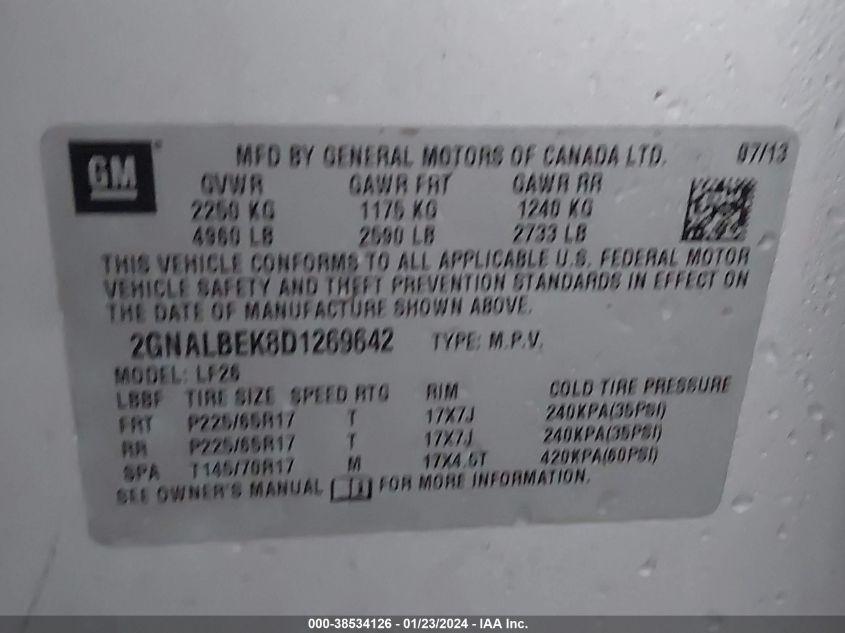 GM
MFD BY GENERAL MOTORS OF CANADA LTD. 07/13
GVWR GAWR FRT GAWR RR
2250 KG 1175 KG 1240 KG
4960 LB 2590 LB 2733 LB
THIS VEHICLE CONFORMS TO ALL APPLICABLE U.S. FEDERAL MOTOR
VEHICLE SAFETY AND THEFT PREVENTION STANDARDS IN EFFECT ON
THE DATE OF MANUFACTURE SHOWN ABOVE.
2GNALBEK8D1269642 TYPE: M.P.V.
MODEL: LF26
LBBF TIRE SIZE SPEED RTG RIM COLD TIRE PRESSURE
FRT P225/65R17 T 17X7J 240KPA(35PSI)
RR P225/65R17 T 17X7J 240KPA(35PSI)
SPA T145/70R17 M 17X4.5T 420KPA(60PSI)
SEE OWNER'S MANUAL FOR MORE INFORMATION.
000-38534126 - 01/23/2024 - IAA, Inc.